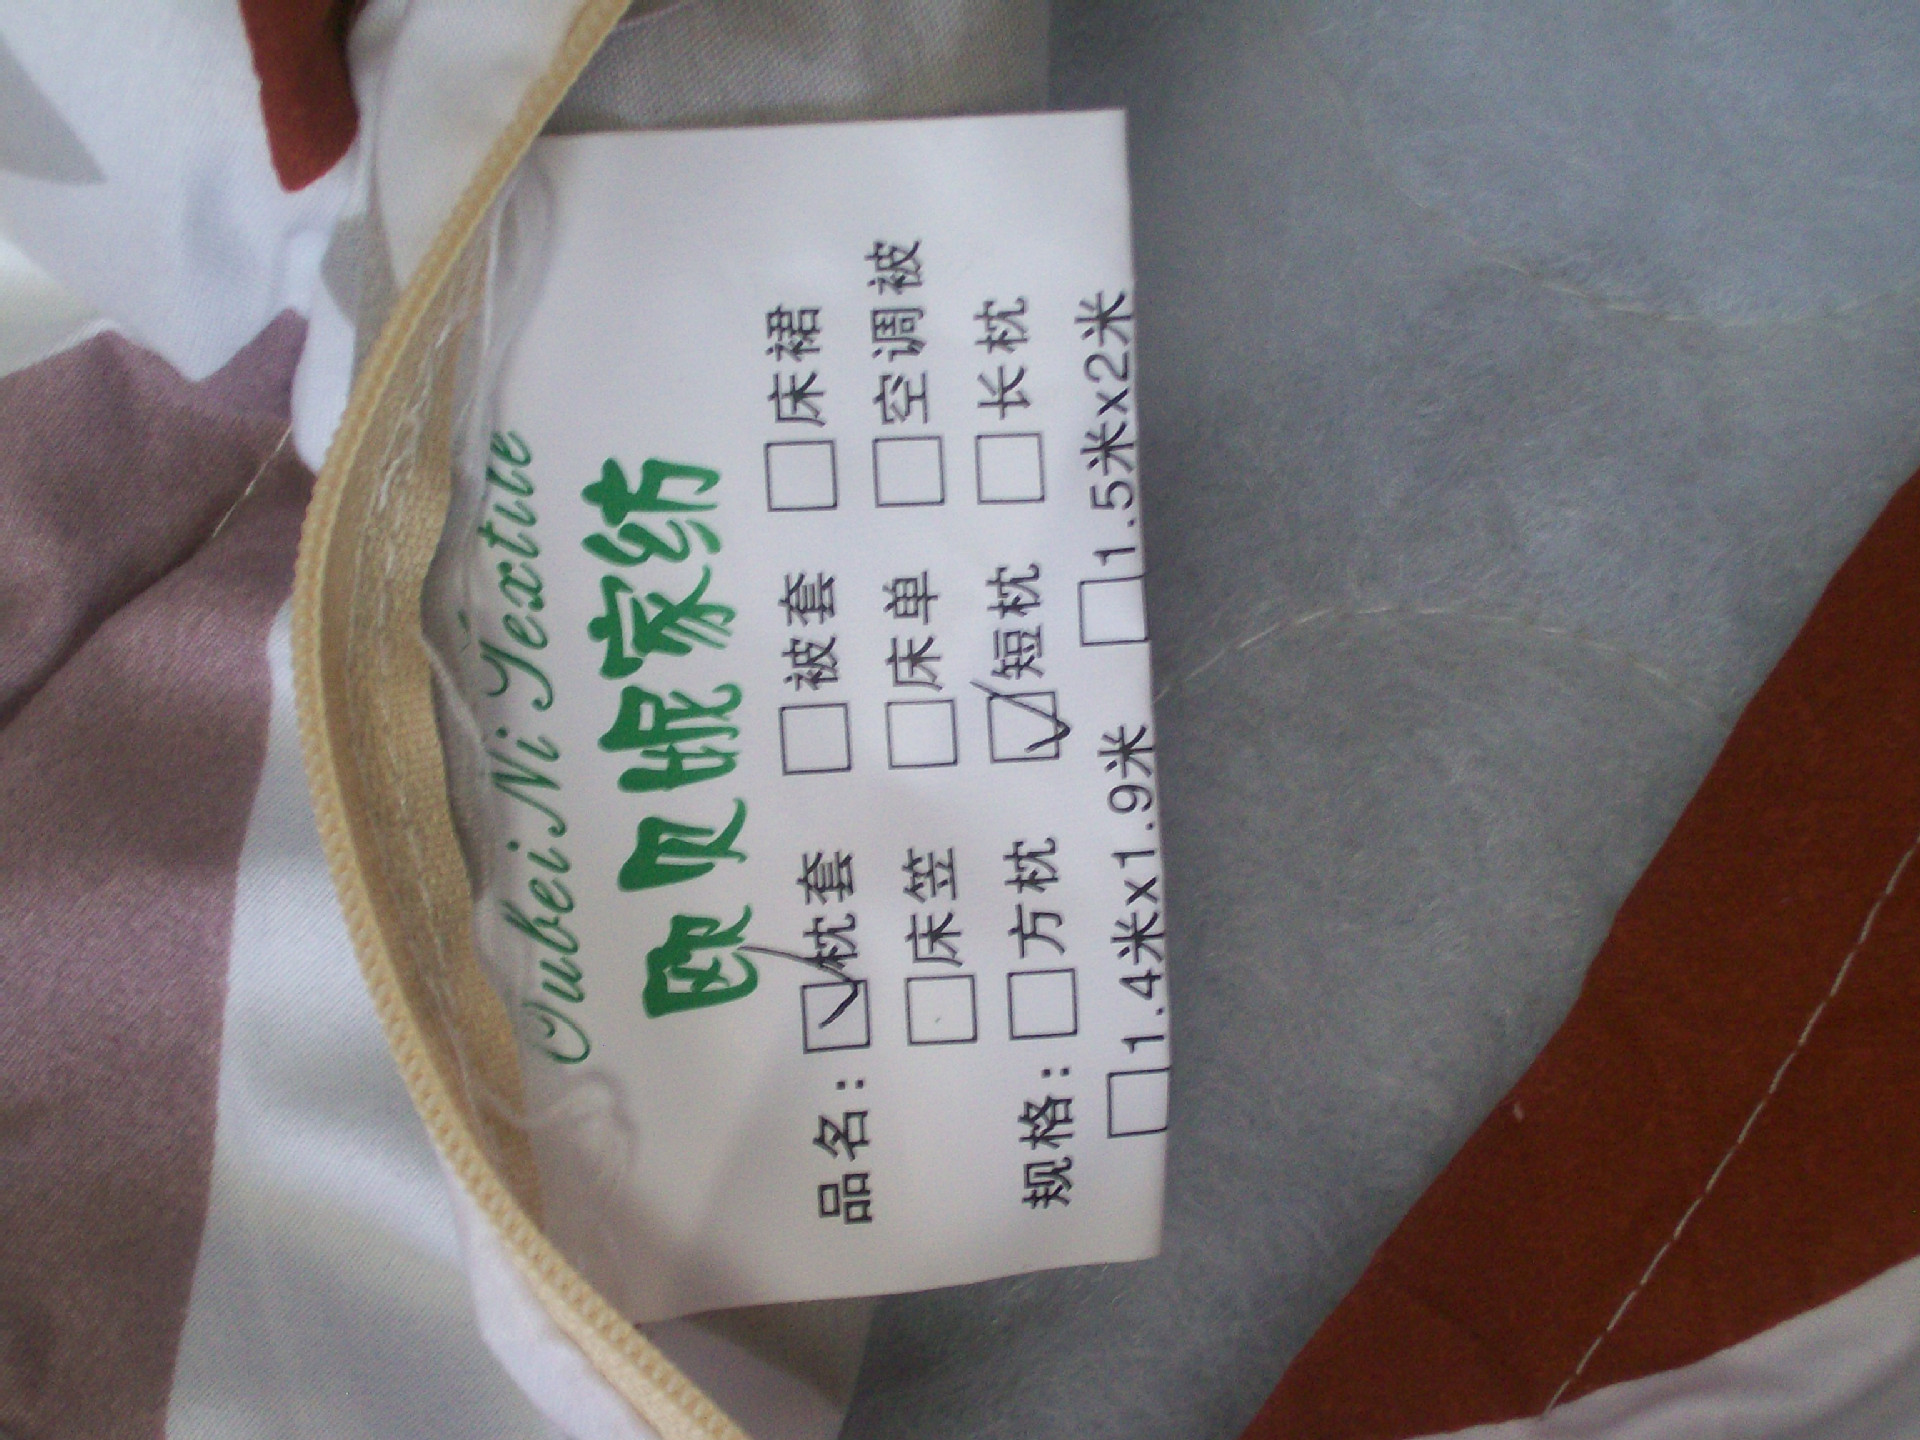 Oubei Ni Textile
欧贝妮家纺
品名：☑枕套 □被套 □床裙
□床笠 □床单 □空调被
规格：□方枕 ☑短枕 □长枕
□1.4米x1.9米 □1.5米x2米